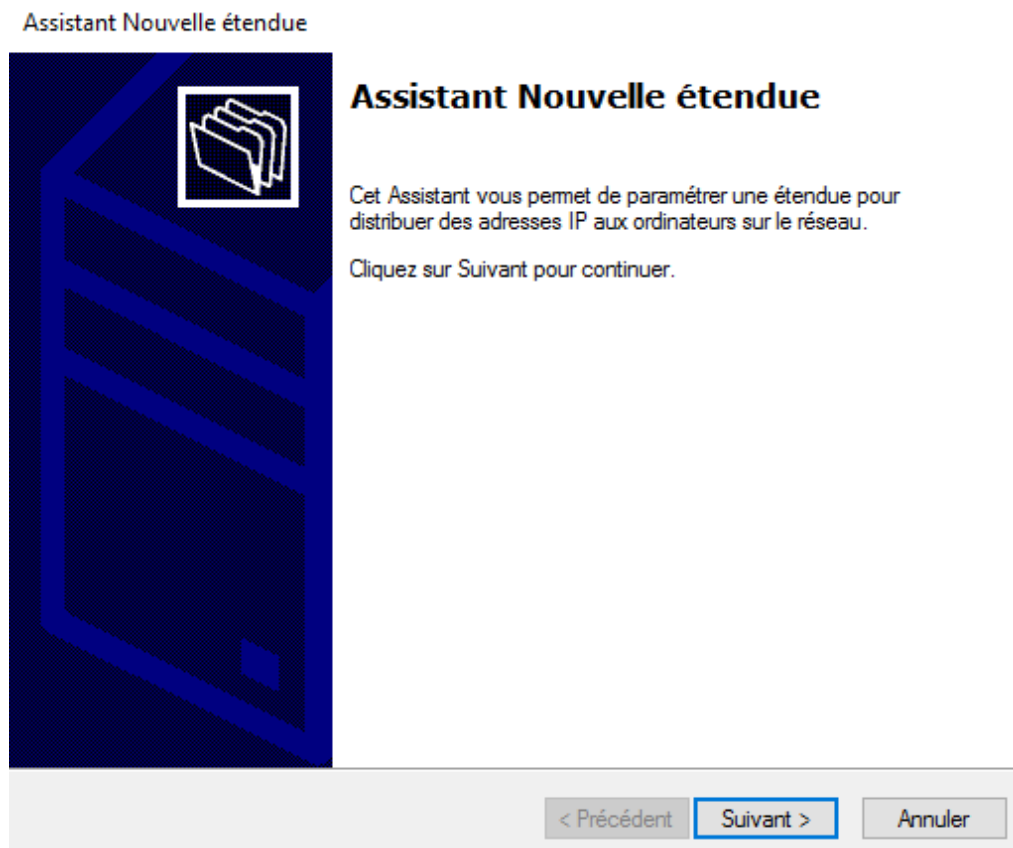 Assistant Nouvelle étendue
Assistant Nouvelle étendue
Cet Assistant vous permet de paramétrer une étendue pour
distribuer des adresses IP aux ordinateurs sur le réseau.
Cliquez sur Suivant pour continuer.
< Précédent Suivant > Annuler